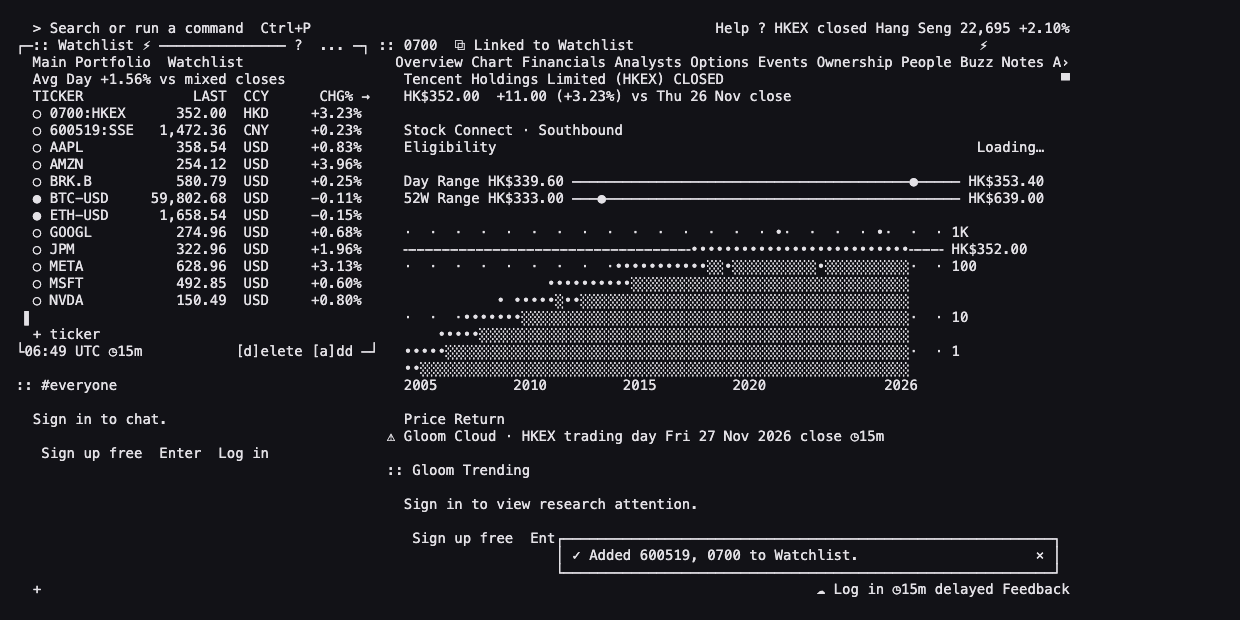 > Search or run a command  Ctrl+P
Help ? HKEX closed Hang Seng 22,695 +2.10%
:: Watchlist ⚡ ? ...
Main Portfolio  Watchlist
Avg Day +1.56% vs mixed closes
TICKER  LAST  CCY  CHG% →
○ 0700:HKEX  352.00  HKD  +3.23%
○ 600519:SSE  1,472.36  CNY  +0.23%
○ AAPL  358.54  USD  +0.83%
○ AMZN  254.12  USD  +3.96%
○ BRK.B  580.79  USD  +0.25%
● BTC-USD  59,802.68  USD  −0.11%
● ETH-USD  1,658.54  USD  −0.15%
○ GOOGL  274.96  USD  +0.68%
○ JPM  322.96  USD  +1.96%
○ META  628.96  USD  +3.13%
○ MSFT  492.85  USD  +0.60%
○ NVDA  150.49  USD  +0.80%
+ ticker
06:49 UTC ◷15m  [d]elete [a]dd
:: #everyone
Sign in to chat.
Sign up free  Enter  Log in
:: 0700  ⧉ Linked to Watchlist ⚡
Overview Chart Financials Analysts Options Events Ownership People Buzz Notes A›
Tencent Holdings Limited (HKEX) CLOSED
HK$352.00  +11.00 (+3.23%) vs Thu 26 Nov close
Stock Connect · Southbound
Eligibility  Loading…
Day Range HK$339.60  HK$353.40
52W Range HK$333.00  HK$639.00
1K
HK$352.00
100
10
1
2005  2010  2015  2020  2026
Price Return
⚠ Gloom Cloud · HKEX trading day Fri 27 Nov 2026 close ◷15m
:: Gloom Trending
Sign in to view research attention.
Sign up free  Ent
✓ Added 600519, 0700 to Watchlist.  ×
+
☁ Log in ◷15m delayed Feedback